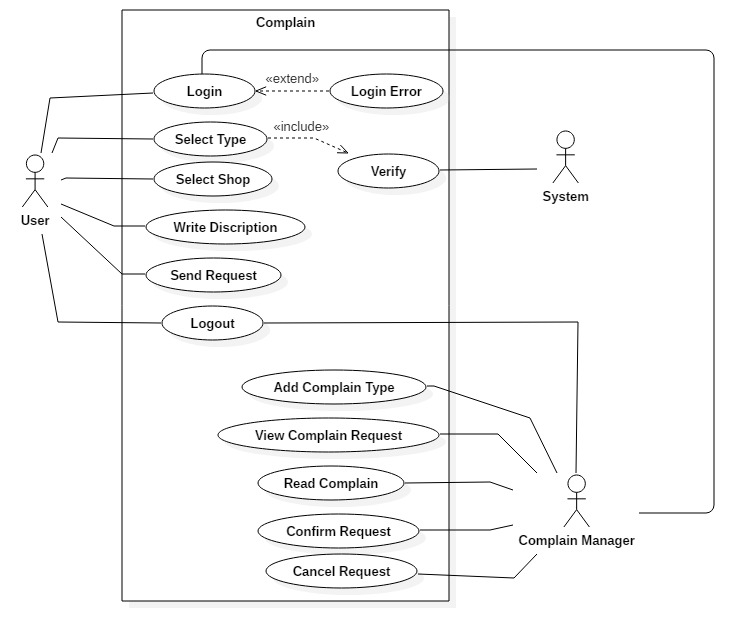 Complain
Login
«extend»
Login Error
Select Type
«include»
Verify
Select Shop
System
User
Write Discription
Send Request
Logout
Add Complain Type
View Complain Request
Read Complain
Confirm Request
Complain Manager
Cancel Request